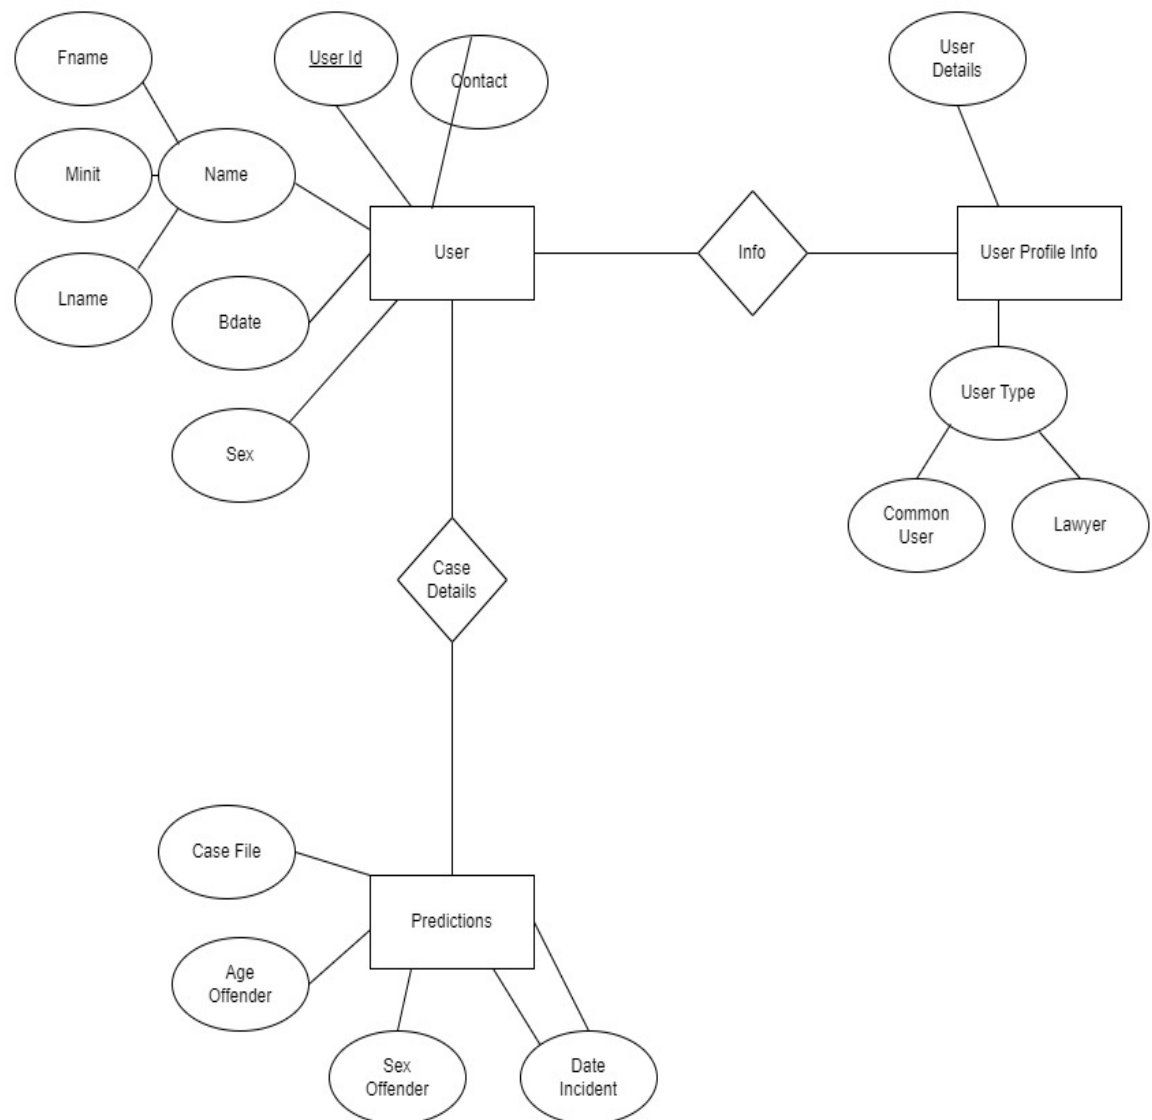 Fname
User Id
Contact
User
Details
Minit
Name
User
Info
User Profile Info
Lname
Bdate
User Type
Sex
Common
User
Lawyer
Case
Details
Case File
Predictions
Age
Offender
Sex
Offender
Date
Incident